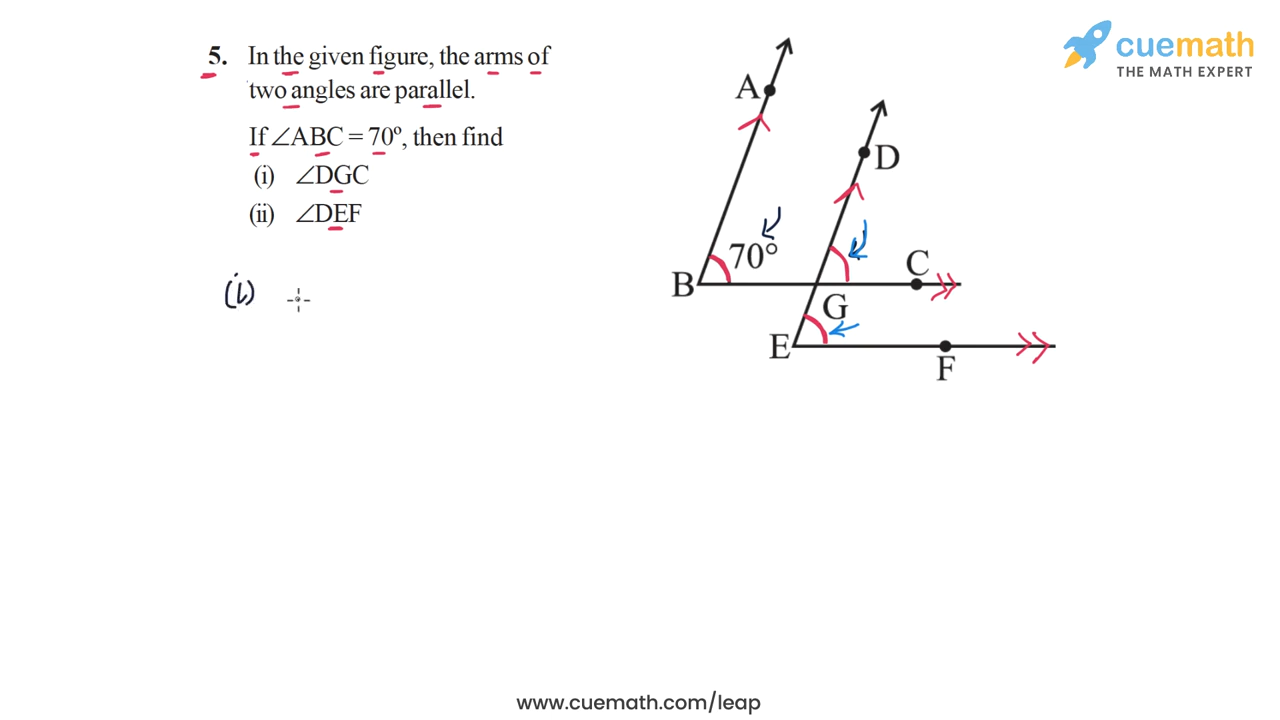 5. In the given figure, the arms of
two angles are parallel.
If ∠ABC = 70º, then find
(i) ∠DGC
(ii) ∠DEF
(i)
cuemath
THE MATH EXPERT
A
D
70°
C
B
G
E
F
www.cuemath.com/leap